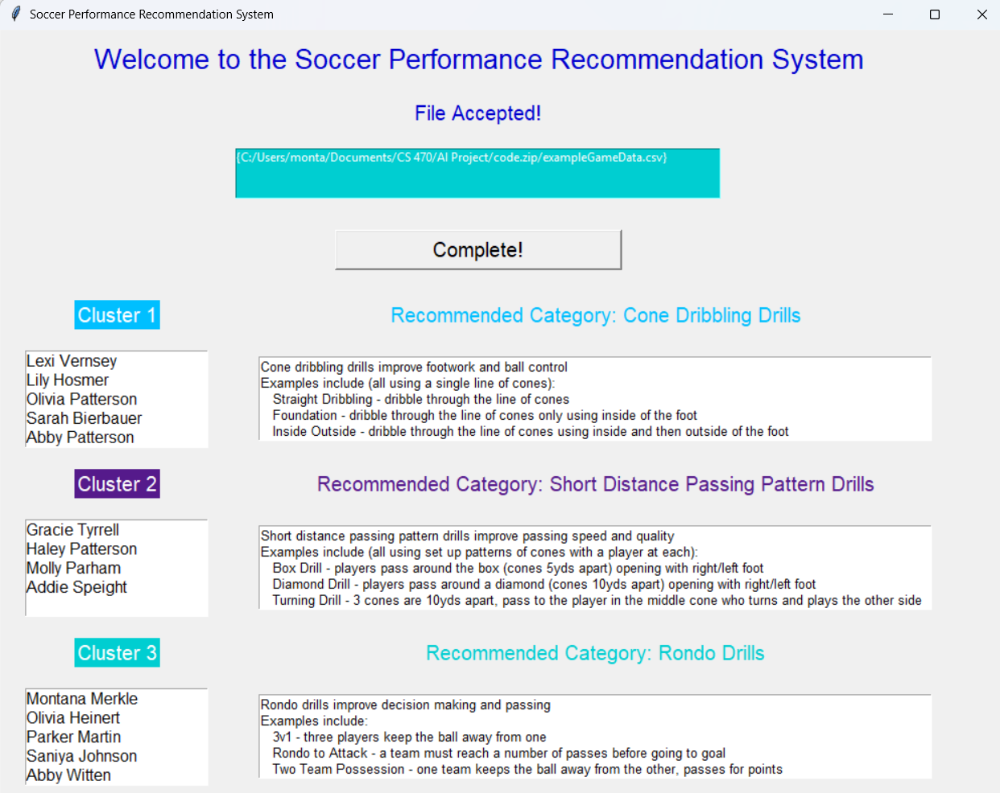 Soccer Performance Recommendation System
Welcome to the Soccer Performance Recommendation System
File Accepted!
{C:/Users/monta/Documents/CS 470/AI Project/code.zip/exampleGameData.csv}
Complete!
Cluster 1
Recommended Category: Cone Dribbling Drills
Lexi Vernsey
Lily Hosmer
Olivia Patterson
Sarah Bierbauer
Abby Patterson
Cone dribbling drills improve footwork and ball control
Examples include (all using a single line of cones):
Straight Dribbling - dribble through the line of cones
Foundation - dribble through the line of cones only using inside of the foot
Inside Outside - dribble through the line of cones using inside and then outside of the foot
Cluster 2
Recommended Category: Short Distance Passing Pattern Drills
Gracie Tyrrell
Haley Patterson
Molly Parham
Addie Speight
Short distance passing pattern drills improve passing speed and quality
Examples include (all using set up patterns of cones with a player at each):
Box Drill - players pass around the box (cones 5yds apart) opening with right/left foot
Diamond Drill - players pass around a diamond (cones 10yds apart) opening with right/left foot
Turning Drill - 3 cones are 10yds apart, pass to the player in the middle cone who turns and plays the other side
Cluster 3
Recommended Category: Rondo Drills
Montana Merkle
Olivia Heinert
Parker Martin
Saniya Johnson
Abby Witten
Rondo drills improve decision making and passing
Examples include:
3v1 - three players keep the ball away from one
Rondo to Attack - a team must reach a number of passes before going to goal
Two Team Possession - one team keeps the ball away from the other, passes for points